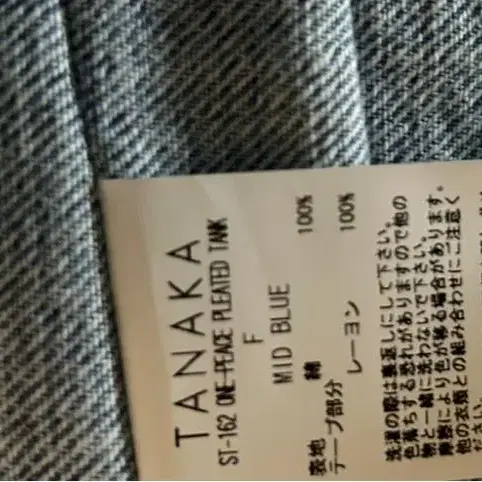 TANAKA
ST-162 ONE-PEACE PLEATED TANK
F
MID BLUE
表地 綿 100%
テープ部分 レーヨン 100%
洗濯の際は裏返しにして下さい。
色落ちする恐れがありますので他の
物と一緒に洗わないで下さい。
摩擦により色が移る場合があります。
他の衣類との組み合わせにご注意く
ださい。